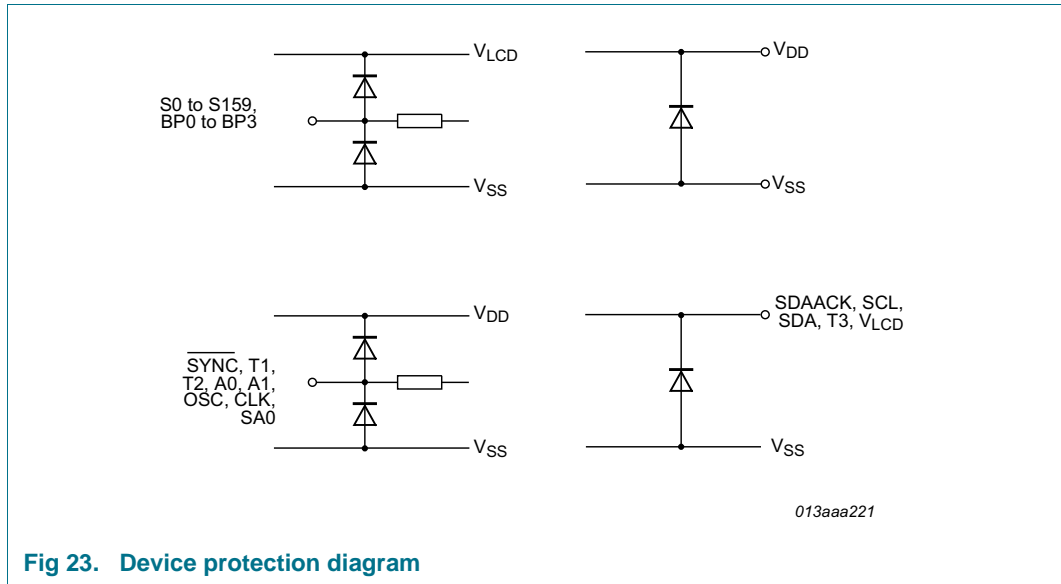 VLCD
S0 to S159,
BP0 to BP3
VSS
VDD
VSS
VDD
SYNC, T1,
T2, A0, A1,
OSC, CLK,
SA0
VSS
SDAACK, SCL,
SDA, T3, VLCD
VSS
013aaa221
Fig 23. Device protection diagram